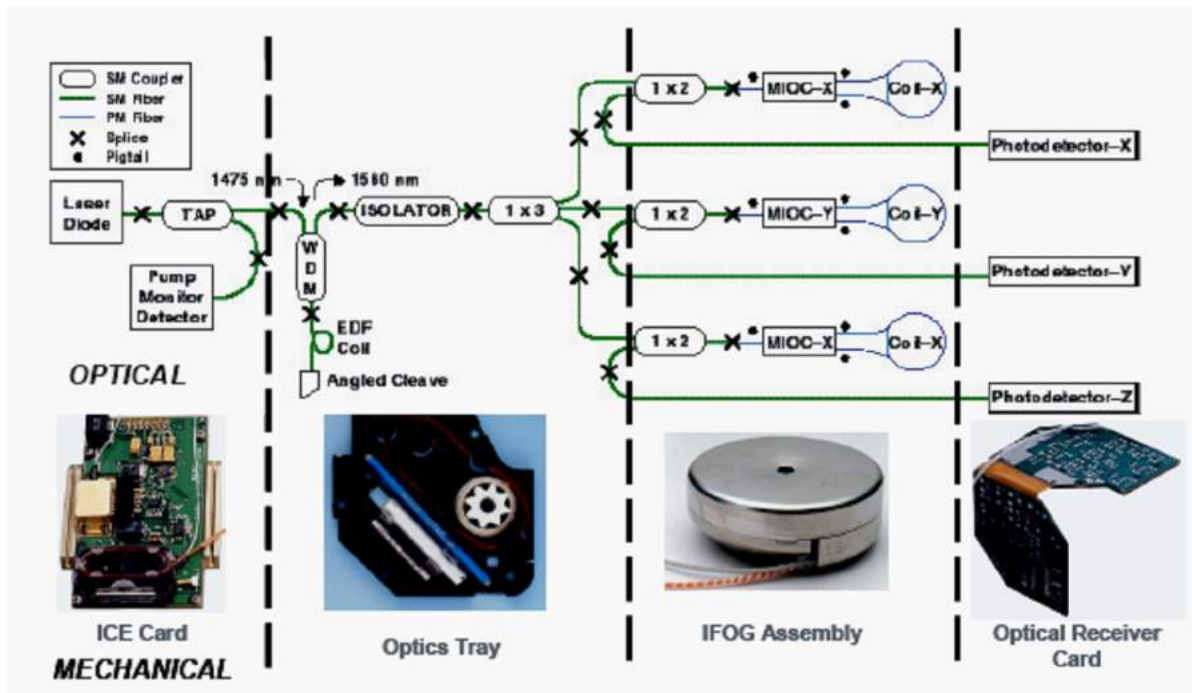 SM Coupler
SM Fiber
PM Fiber
Splice
Pigtail
Laser
Diode
TAP
Pump
Monitor
Detector
1475 nm
1560 nm
WDM
ISOLATOR
1 x 3
EDF
Coil
Angled Cleave
1 x 2
MIOC-X
Coil-X
Photodetector-X
1 x 2
MIOC-Y
Coil-Y
Photodetector-Y
1 x 2
MIOC-X
Coil-X
Photodetector-Z
OPTICAL
ICE Card
Optics Tray
IFOG Assembly
Optical Receiver
Card
MECHANICAL